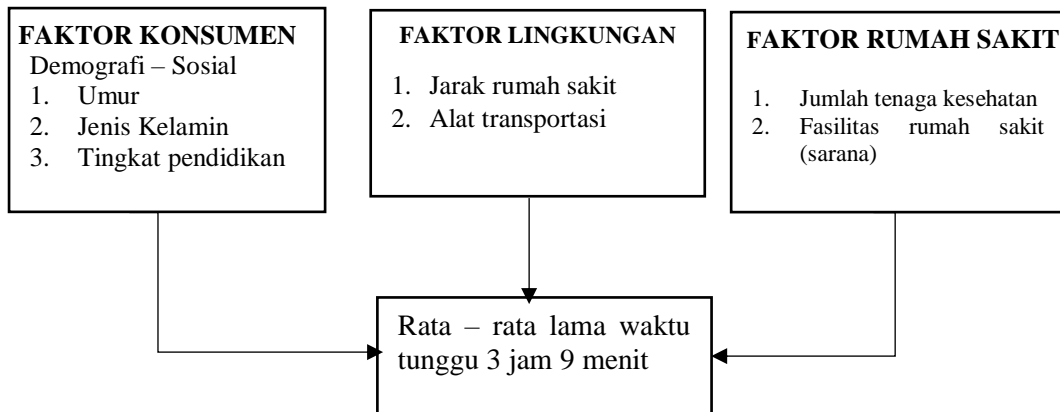 FAKTOR KONSUMEN
Demografi – Sosial
1. Umur
2. Jenis Kelamin
3. Tingkat pendidikan
FAKTOR LINGKUNGAN
1. Jarak rumah sakit
2. Alat transportasi
FAKTOR RUMAH SAKIT
1. Jumlah tenaga kesehatan
2. Fasilitas rumah sakit
(sarana)
Rata – rata lama waktu
tunggu 3 jam 9 menit